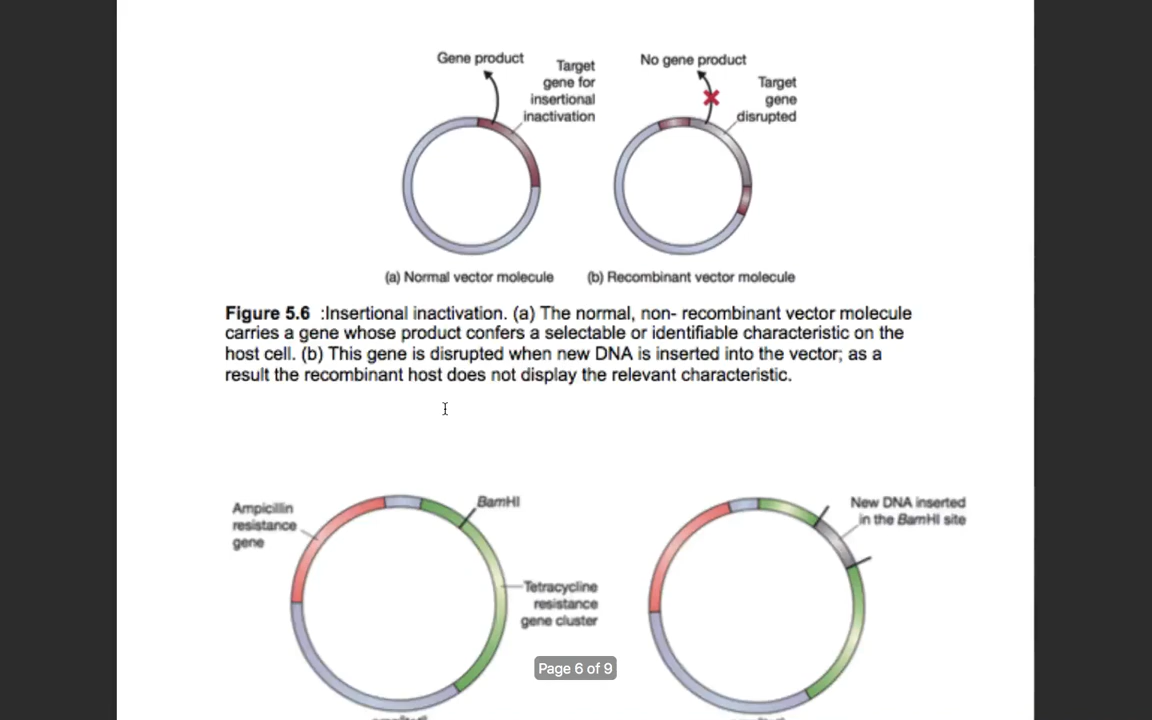 Gene product
Target
gene for
insertional
inactivation
No gene product
Target
gene
disrupted
(a) Normal vector molecule
(b) Recombinant vector molecule
Figure 5.6 :Insertional inactivation. (a) The normal, non- recombinant vector molecule
carries a gene whose product confers a selectable or identifiable characteristic on the
host cell. (b) This gene is disrupted when new DNA is inserted into the vector; as a
result the recombinant host does not display the relevant characteristic.
Ampicillin
resistance
gene
BamHI
Tetracycline
resistance
gene cluster
New DNA inserted
in the BamHI site
Page 6 of 9